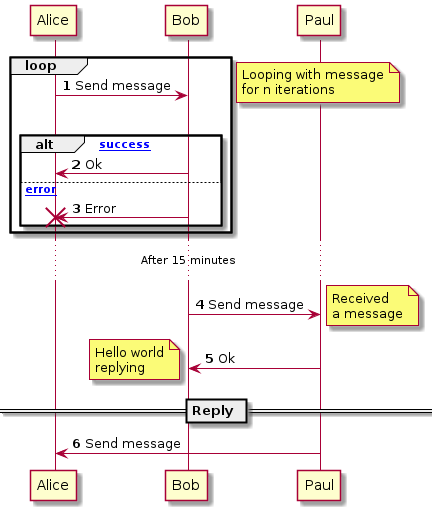 Alice Bob Paul
loop
Looping with message
for n iterations
1 Send message
alt success
2 Ok
error
3 Error
After 15 minutes
4 Send message
Received
a message
Hello world
replying
5 Ok
Reply
6 Send message
Alice Bob Paul